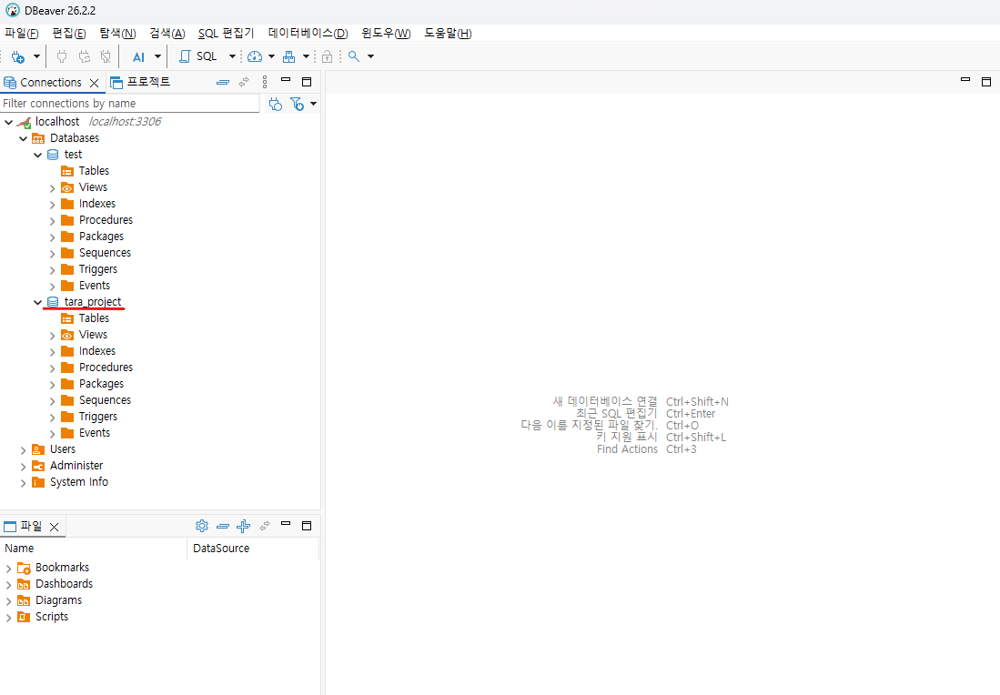 DBeaver 26.2.2
파일(F) 편집(E) 탐색(N) 검색(A) SQL 편집기 데이터베이스(D) 윈도우(W) 도움말(H)
AI SQL
Connections 프로젝트
Filter connections by name
localhost localhost:3306
Databases
test
Tables
Views
Indexes
Procedures
Packages
Sequences
Triggers
Events
tara_project
Tables
Views
Indexes
Procedures
Packages
Sequences
Triggers
Events
Users
Administer
System Info
새 데이터베이스 연결 Ctrl+Shift+N
최근 SQL 편집기 Ctrl+Enter
다음 이름 지정된 파일 찾기. Ctrl+O
키 지원 표시 Ctrl+Shift+L
Find Actions Ctrl+3
파일
Name DataSource
Bookmarks
Dashboards
Diagrams
Scripts